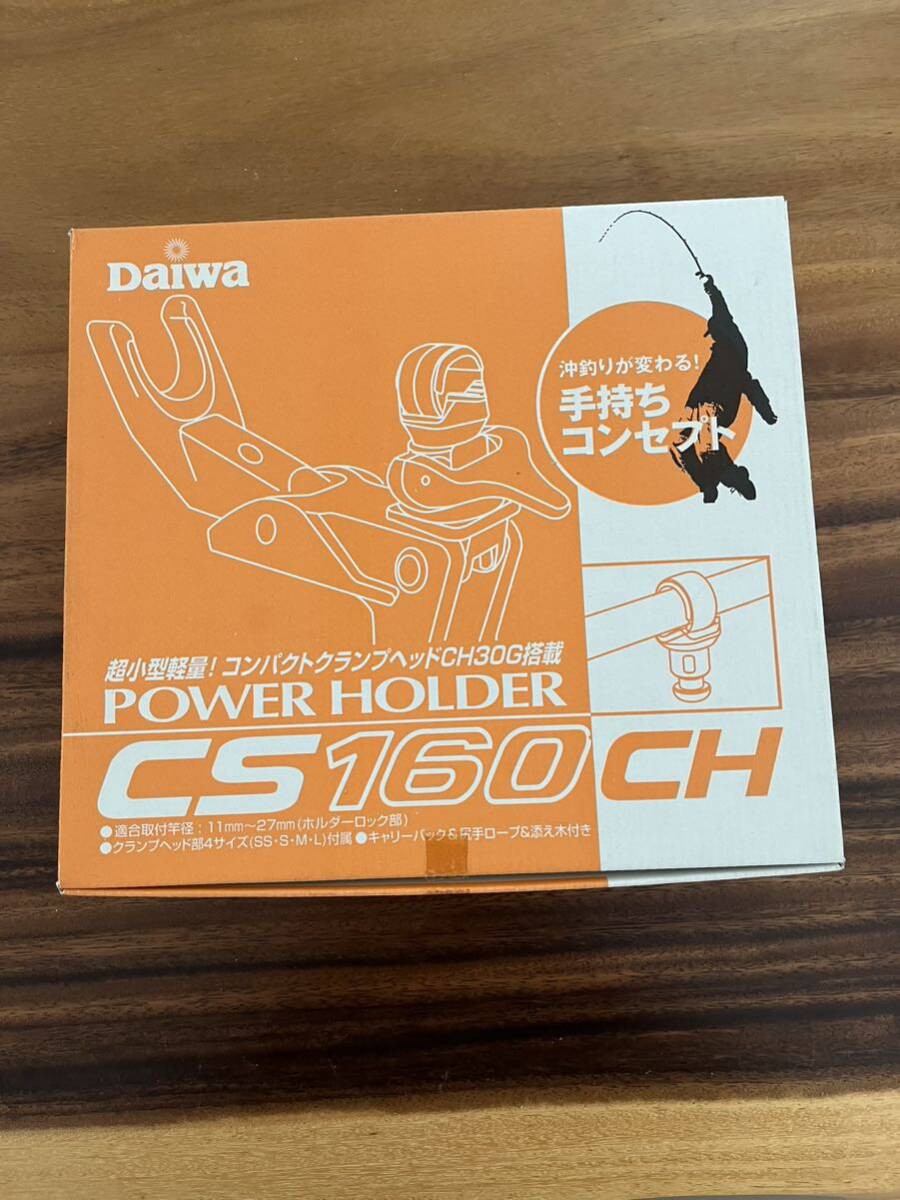 Daiwa
沖釣りが変わる!
手持ち
コンセプト
超小型軽量!コンパクトクランプヘッドCH30G搭載
POWER HOLDER
CS160CH
●適合取付竿径：11mm～27mm(ホルダーロック部)
●クランプヘッド部4サイズ(SS・S・M・L)付属 ●キャリーバック&尻手ロープ&添え木付き